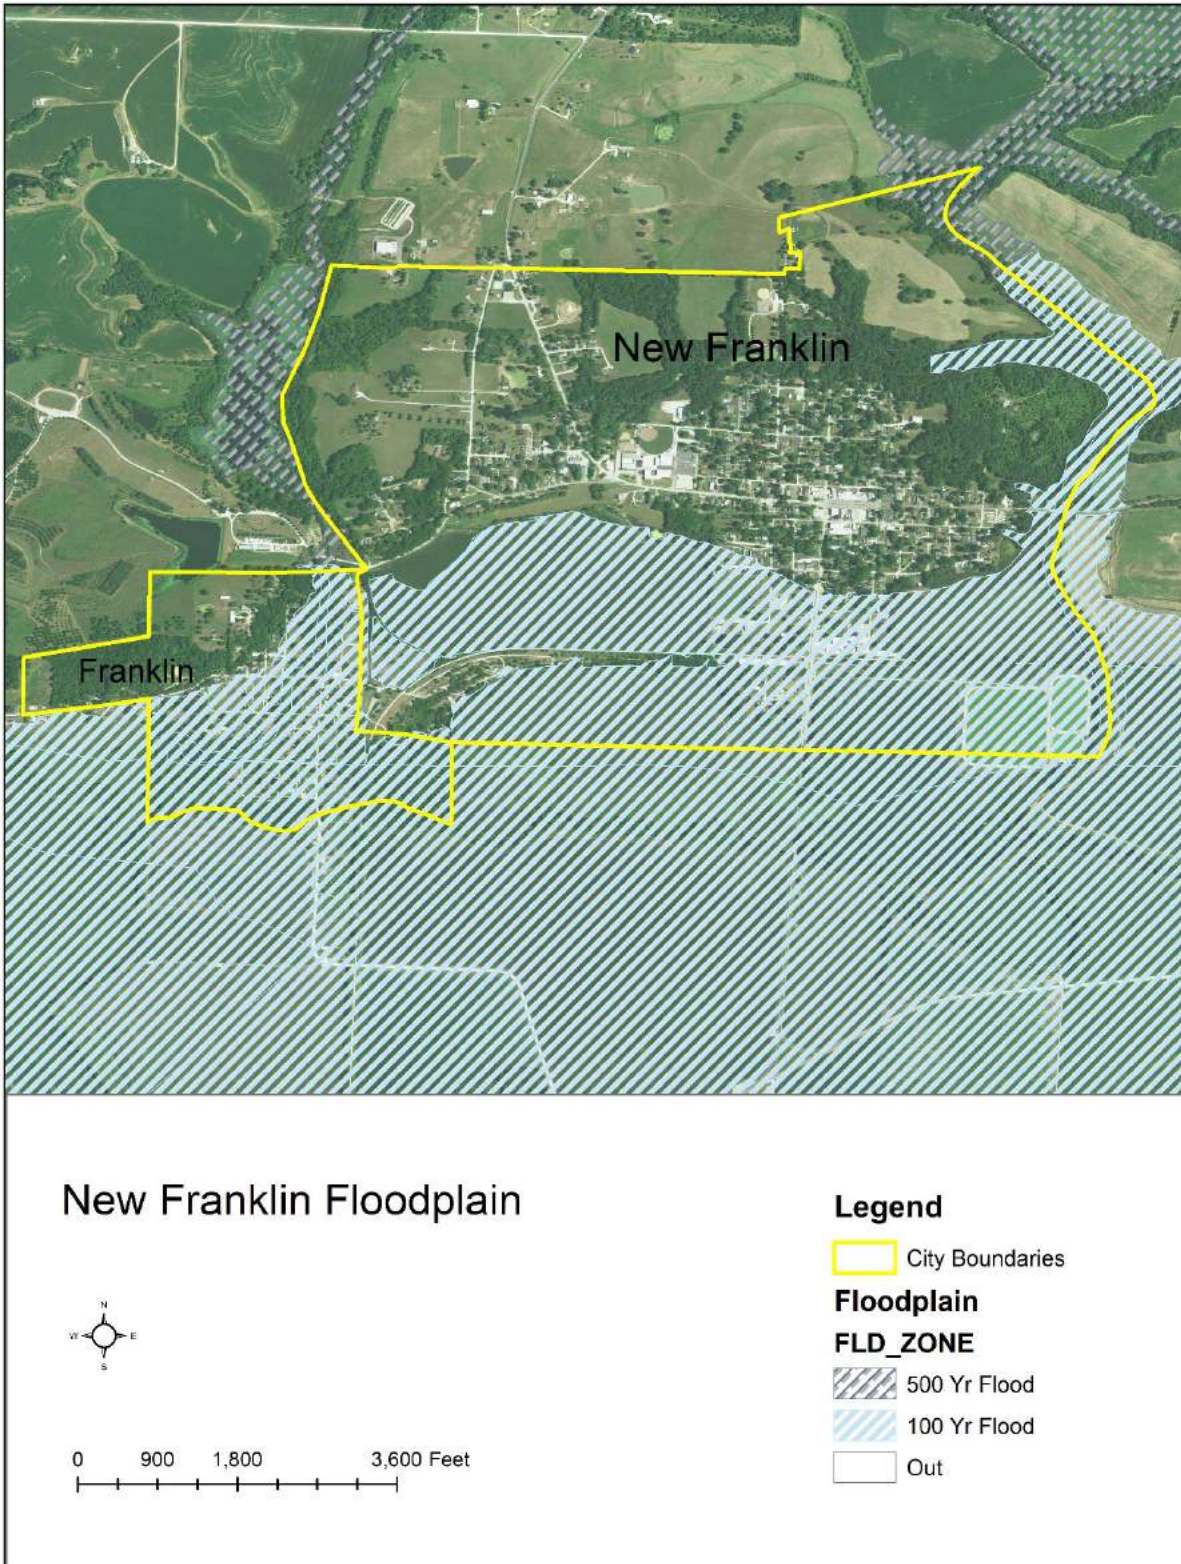 New Franklin
Franklin
New Franklin Floodplain
N
W E
S
0 900 1,800 3,600 Feet
Legend
City Boundaries
Floodplain
FLD_ZONE
500 Yr Flood
100 Yr Flood
Out